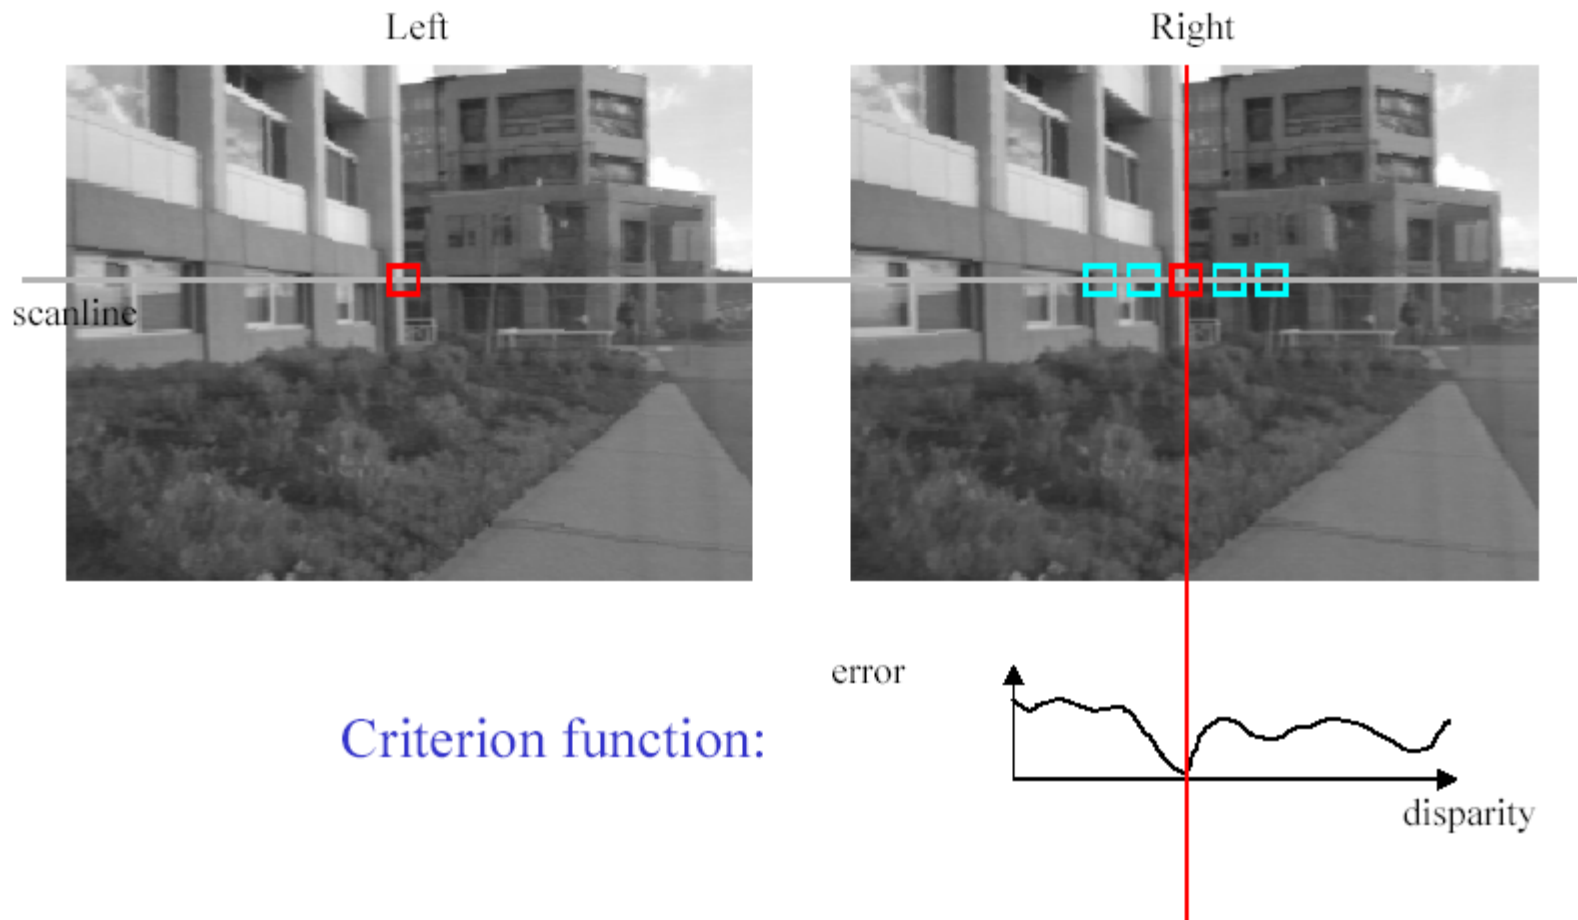 Left
Right
scanline
error
Criterion function:
disparity